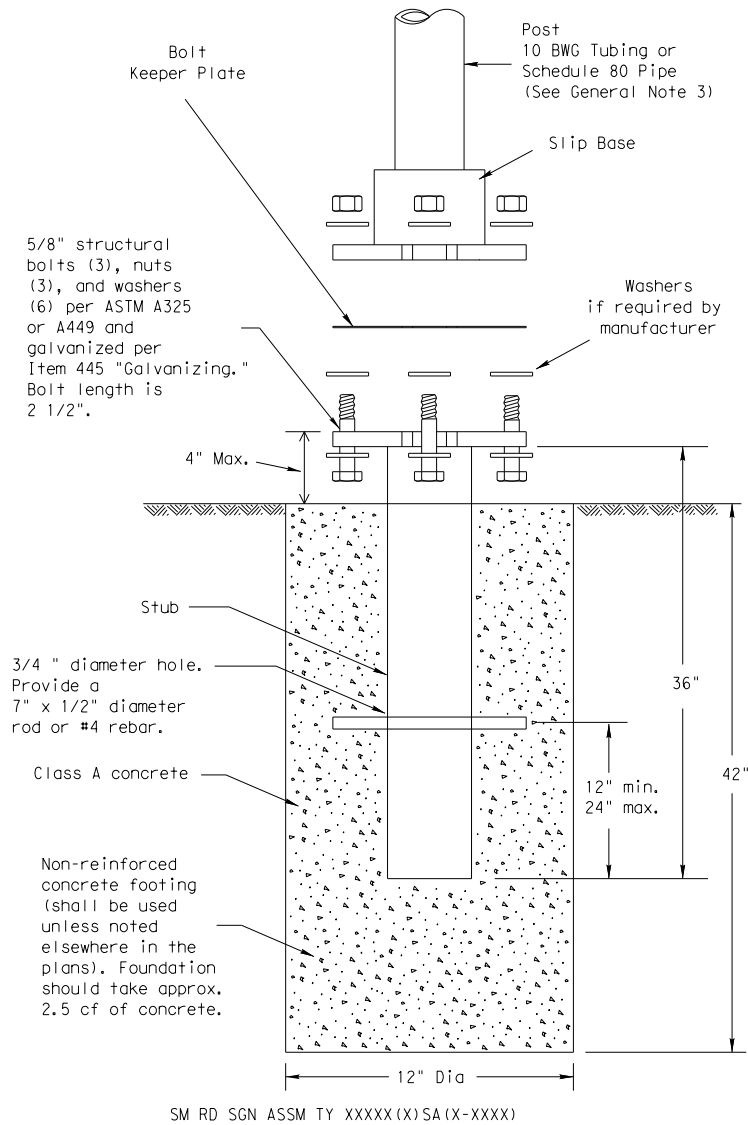 Bolt
Keeper Plate
Post
10 BWG Tubing or
Schedule 80 Pipe
(See General Note 3)
Slip Base
5/8" structural
bolts (3), nuts
(3), and washers
(6) per ASTM A325
or A449 and
galvanized per
Item 445 "Galvanizing."
Bolt length is
2 1/2".
Washers
if required by
manufacturer
4" Max.
Stub
3/4 " diameter hole.
Provide a
7" x 1/2" diameter
rod or #4 rebar.
36"
Class A concrete
12" min.
24" max.
42"
Non-reinforced
concrete footing
(shall be used
unless noted
elsewhere in the
plans). Foundation
should take approx.
2.5 cf of concrete.
12" Dia
SM RD SGN ASSM TY XXXXX(X)SA(X-XXXX)